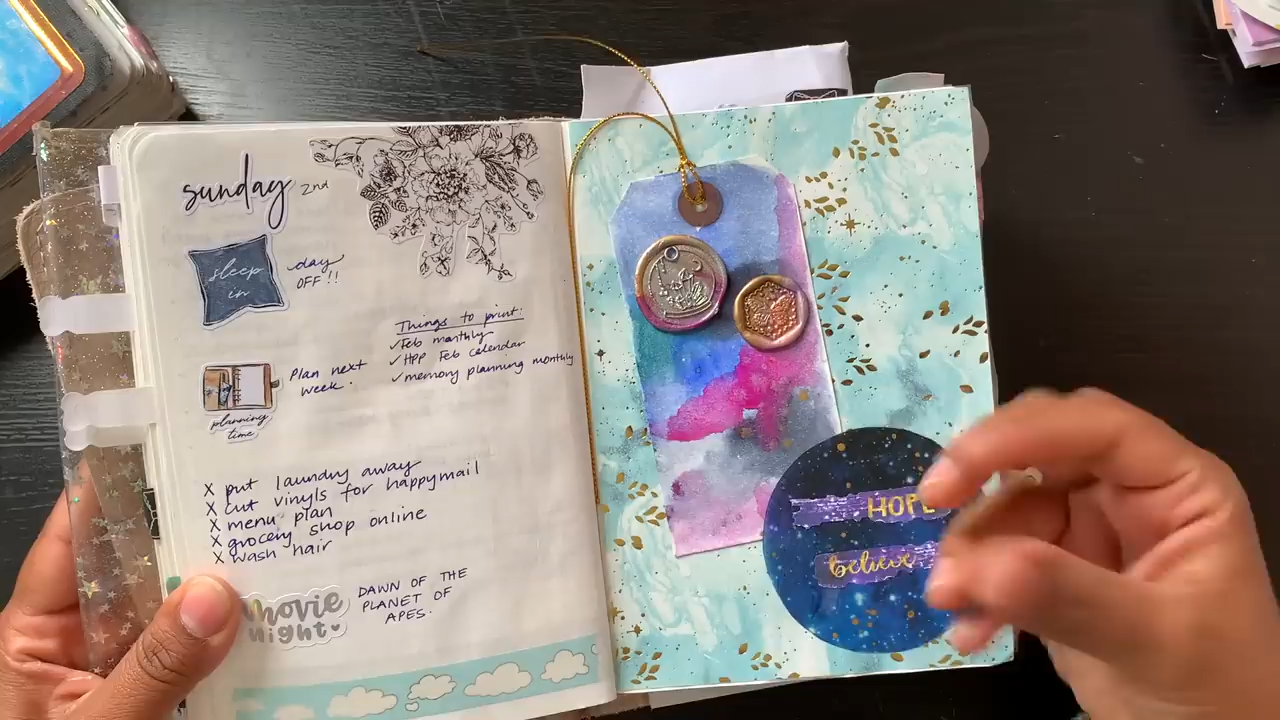 sunday 2nd
sleep
in
day
OFF!!
Things to print:
✓Feb monthly
✓HPP Feb calendar
✓memory planning monthly
Plan next
week.
planning
time
X put laundry away
X cut vinyls for happymail
X menu plan
X grocery shop online
X wash hair
movie
night
DAWN OF THE
PLANET OF
APES.
HOPE
believe